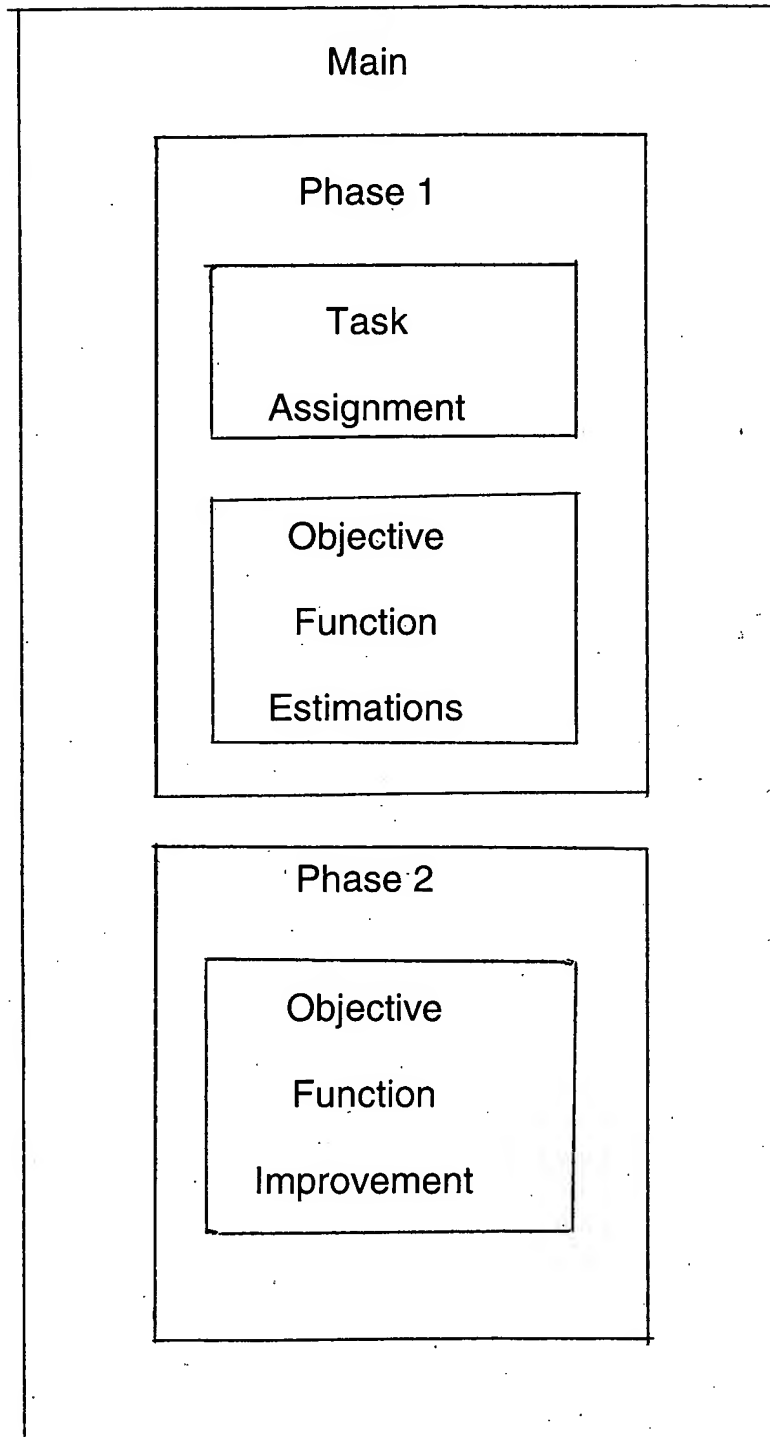 Main
Phase 1
Task
Assignment
Objective
Function
Estimations
Phase 2
Objective
Function
Improvement